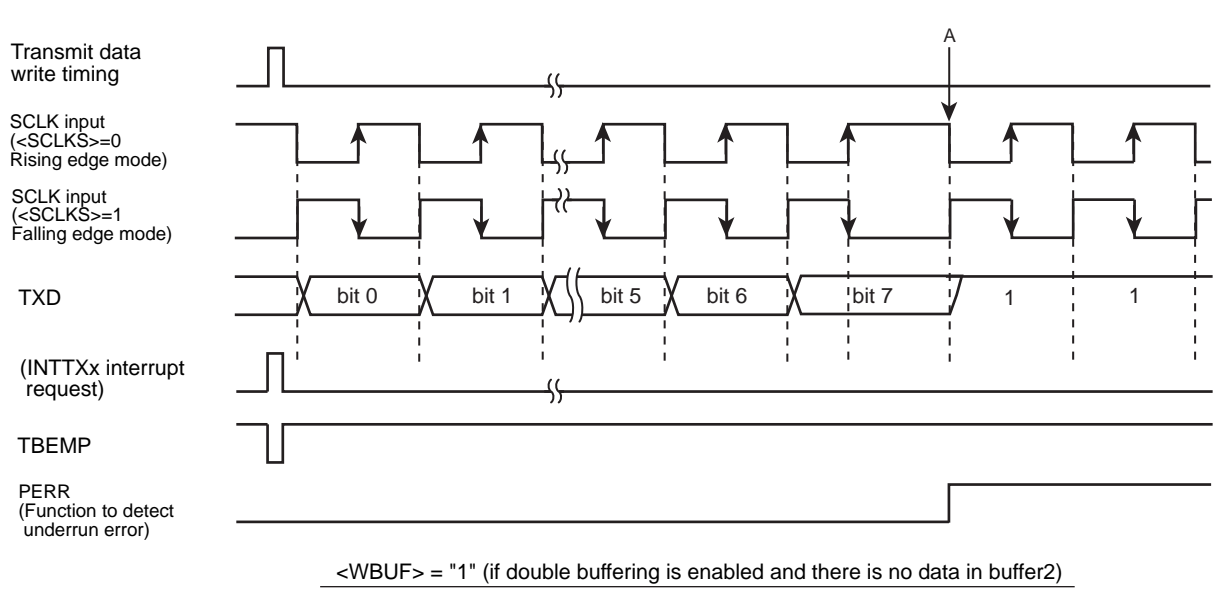 A
Transmit data
write timing
SCLK input
(<SCLKS>=0
Rising edge mode)
SCLK input
(<SCLKS>=1
Falling edge mode)
TXD
bit 0
bit 1
bit 5
bit 6
bit 7
1
1
(INTTXx interrupt
request)
TBEMP
PERR
(Function to detect
underrun error)
<WBUF> = "1" (if double buffering is enabled and there is no data in buffer2)